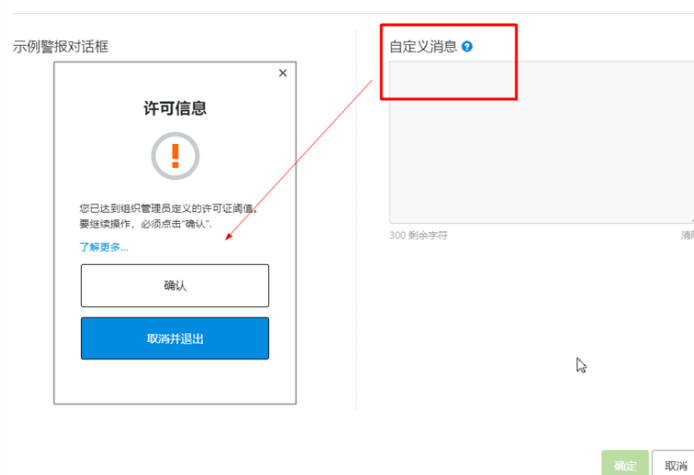 示例警报对话框
自定义消息
许可信息
您已达到组织管理员定义的许可证阈值。
要继续操作，必须点击“确认”.
了解更多...
确认
取消并退出
300 剩余字符
清除
确定
取消